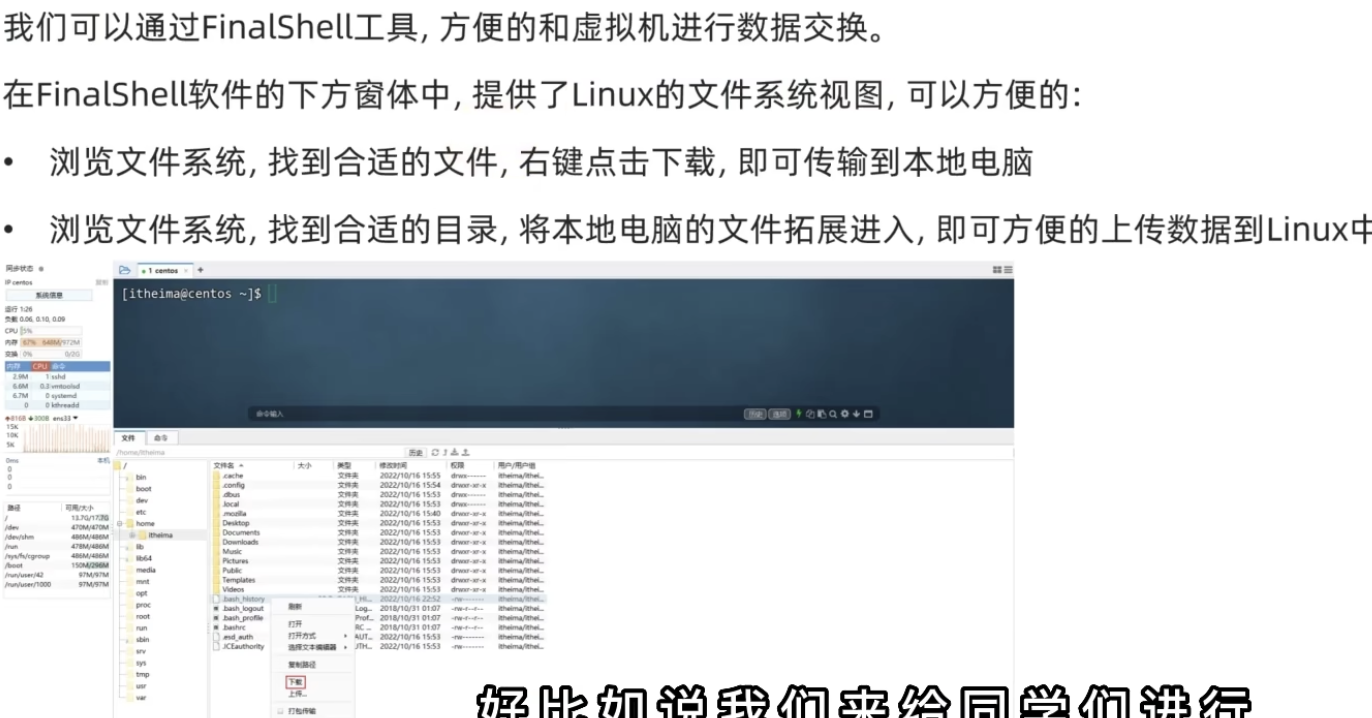 我们可以通过FinalShell工具, 方便的和虚拟机进行数据交换。
在FinalShell软件的下方窗体中, 提供了Linux的文件系统视图, 可以方便的:
• 浏览文件系统, 找到合适的文件, 右键点击下载, 即可传输到本地电脑
• 浏览文件系统, 找到合适的目录, 将本地电脑的文件拓展进入, 即可方便的上传数据到Linux中
同步状态
1 centos
IP centos
系统信息
[itheima@centos ~]$
运行 1:26
负载 0.06, 0.10, 0.09
CPU 5%
内存 67% 648M/972M
交换 0% 0/2G
内存 CPU 命令
2.9M 1 sshd
6.6M 0.3 vmtoolsd
6.7M 0 systemd
0 0 kthreadd
命令输入 历史 选项
816B 300B ens33
15K
10K
5K
文件 命令
/home/itheima 历史
0ms 本机
0
0
0
路径 可用/大小
/ 13.7G/17.7G
/dev 470M/470M
/dev/shm 486M/486M
/run 478M/486M
/sys/fs/cgroup 486M/486M
/boot 150M/296M
/run/user/42 97M/97M
/run/user/1000 97M/97M
/
bin
boot
dev
etc
home
itheima
lib
lib64
media
mnt
opt
proc
root
run
sbin
srv
sys
tmp
usr
var
文件名 大小 类型 修改时间 权限 用户/用户组
.cache 文件夹 2022/10/16 15:55 drwx------ itheima/ithei...
.config 文件夹 2022/10/16 15:54 drwxr-xr-x itheima/ithei...
.dbus 文件夹 2022/10/16 15:53 drwx------ itheima/ithei...
.local 文件夹 2022/10/16 15:53 drwx------ itheima/ithei...
.mozilla 文件夹 2022/10/16 15:40 drwxr-xr-x itheima/ithei...
Desktop 文件夹 2022/10/16 15:53 drwxr-xr-x itheima/ithei...
Documents 文件夹 2022/10/16 15:53 drwxr-xr-x itheima/ithei...
Downloads 文件夹 2022/10/16 15:53 drwxr-xr-x itheima/ithei...
Music 文件夹 2022/10/16 15:53 drwxr-xr-x itheima/ithei...
Pictures 文件夹 2022/10/16 15:53 drwxr-xr-x itheima/ithei...
Public 文件夹 2022/10/16 15:53 drwxr-xr-x itheima/ithei...
Templates 文件夹 2022/10/16 15:53 drwxr-xr-x itheima/ithei...
Videos 文件夹 2022/10/16 15:53 drwxr-xr-x itheima/ithei...
.bash_history 2022/10/16 22:52 -rw------- itheima/ithei...
.bash_logout Log... 2018/10/31 01:07 -rw-r--r-- itheima/ithei...
.bash_profile Prof... 2018/10/31 01:07 -rw-r--r-- itheima/ithei...
.bashrc RC ... 2018/10/31 01:07 -rw-r--r-- itheima/ithei...
.esd_auth AUT... 2022/10/16 15:53 -rw------- itheima/ithei...
.ICEauthority UTH... 2022/10/16 15:53 -rw------- itheima/ithei...
刷新
打开
打开方式
选择文本编辑器
复制路径
下载
上传...
打包传输
好比如说我们来给同学们进行